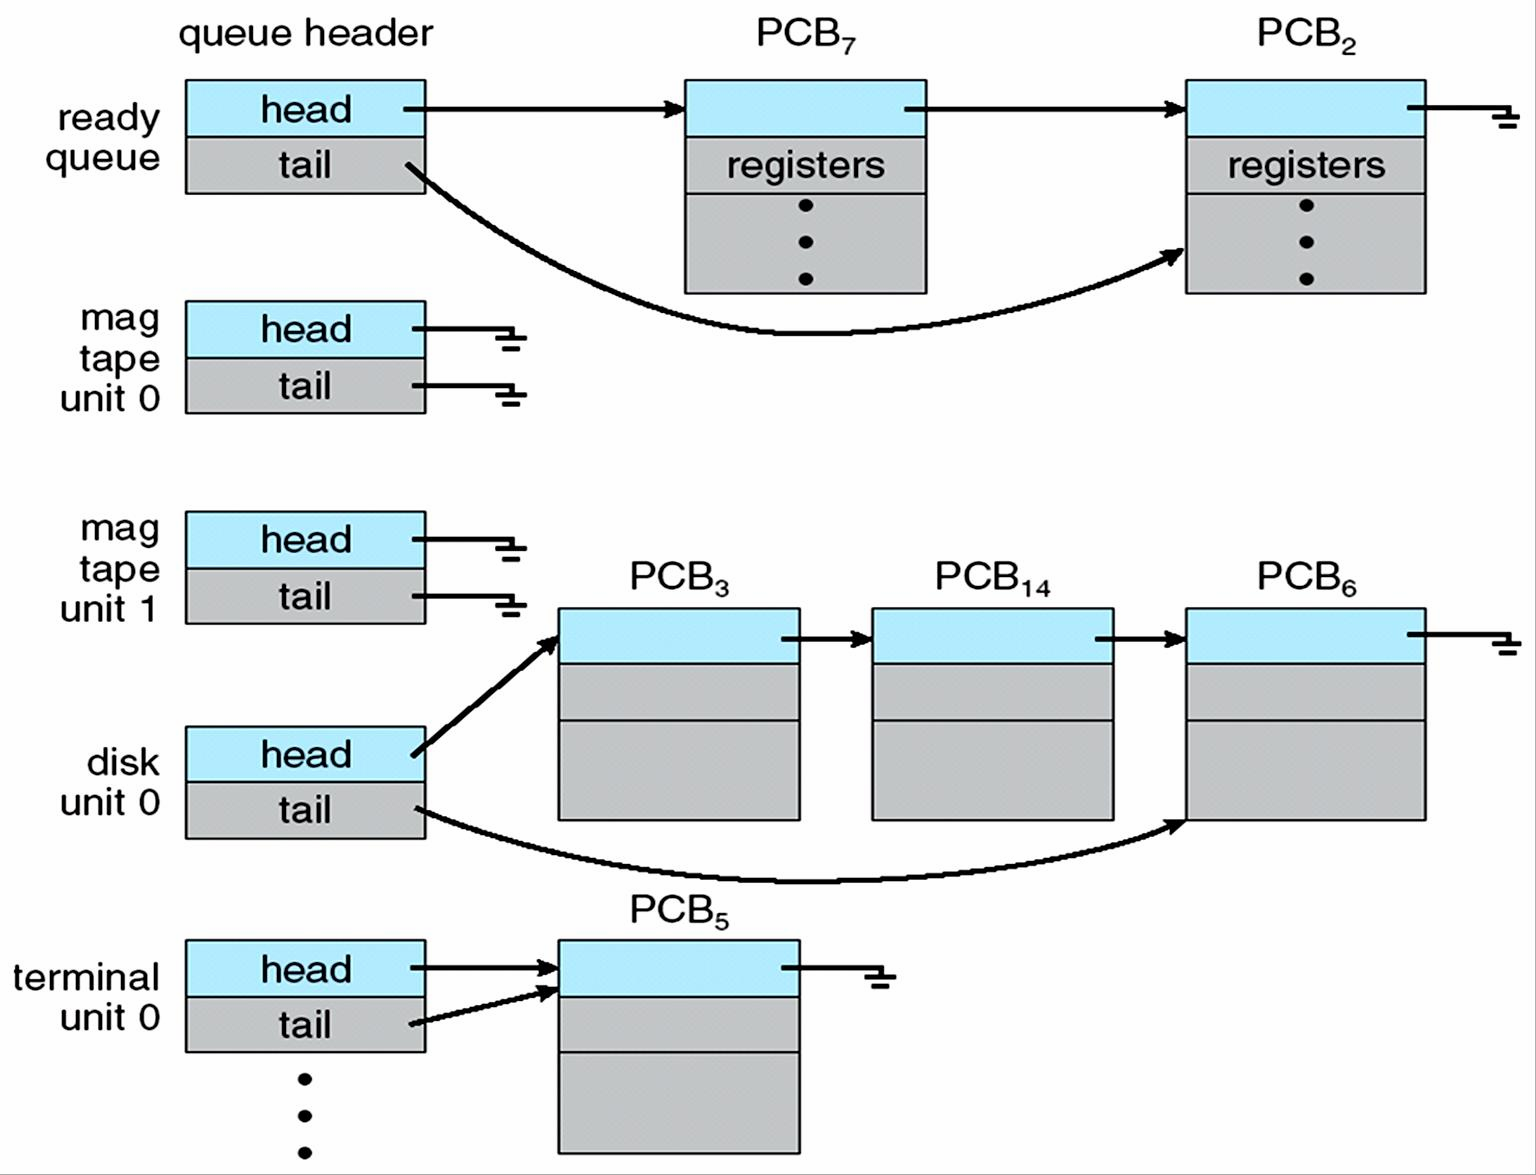 queue header
PCB₇
PCB₂
ready
queue
head
tail
registers
registers
mag
tape
unit 0
head
tail
mag
tape
unit 1
head
tail
PCB₃
PCB₁₄
PCB₆
disk
unit 0
head
tail
PCB₅
terminal
unit 0
head
tail